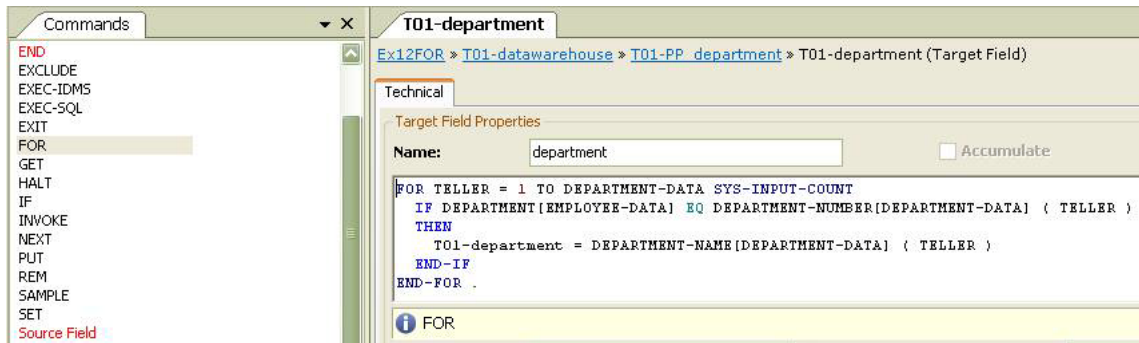 Commands
END
EXCLUDE
EXEC-IDMS
EXEC-SQL
EXIT
FOR
GET
HALT
IF
INVOKE
NEXT
PUT
REM
SAMPLE
SET
Source Field
T01-department
Ex12FOR » T01-datawarehouse » T01-PP_department » T01-department (Target Field)
Technical
Target Field Properties
Name: department Accumulate
FOR TELLER = 1 TO DEPARTMENT-DATA SYS-INPUT-COUNT
IF DEPARTMENT[EMPLOYEE-DATA] EQ DEPARTMENT-NUMBER[DEPARTMENT-DATA] ( TELLER )
THEN
T01-department = DEPARTMENT-NAME[DEPARTMENT-DATA] ( TELLER )
END-IF
END-FOR .
FOR